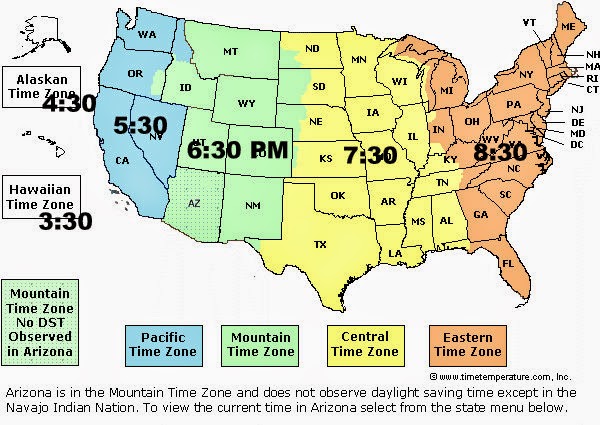 VT
ME
WA
MT
ND
MN
NH
MA
RI
CT
Alaskan
Time Zone
4:30
OR
ID
SD
WI
MI
NY
WY
IA
PA
NJ
DE
MD
DC
5:30
NV
UT
6:30 PM
CO
NE
7:30
IL
IN
OH
WV
VA
8:30
CA
KS
KY
NC
Hawaiian
Time Zone
3:30
AZ
NM
OK
AR
TN
SC
TX
MS
AL
GA
LA
FL
Mountain
Time Zone
No DST
Observed
in Arizona
Pacific
Time Zone
Mountain
Time Zone
Central
Time Zone
Eastern
Time Zone
© www.timetemperature.com, Inc.
Arizona is in the Mountain Time Zone and does not observe daylight saving time except in the
Navajo Indian Nation. To view the current time in Arizona select from the state menu below.